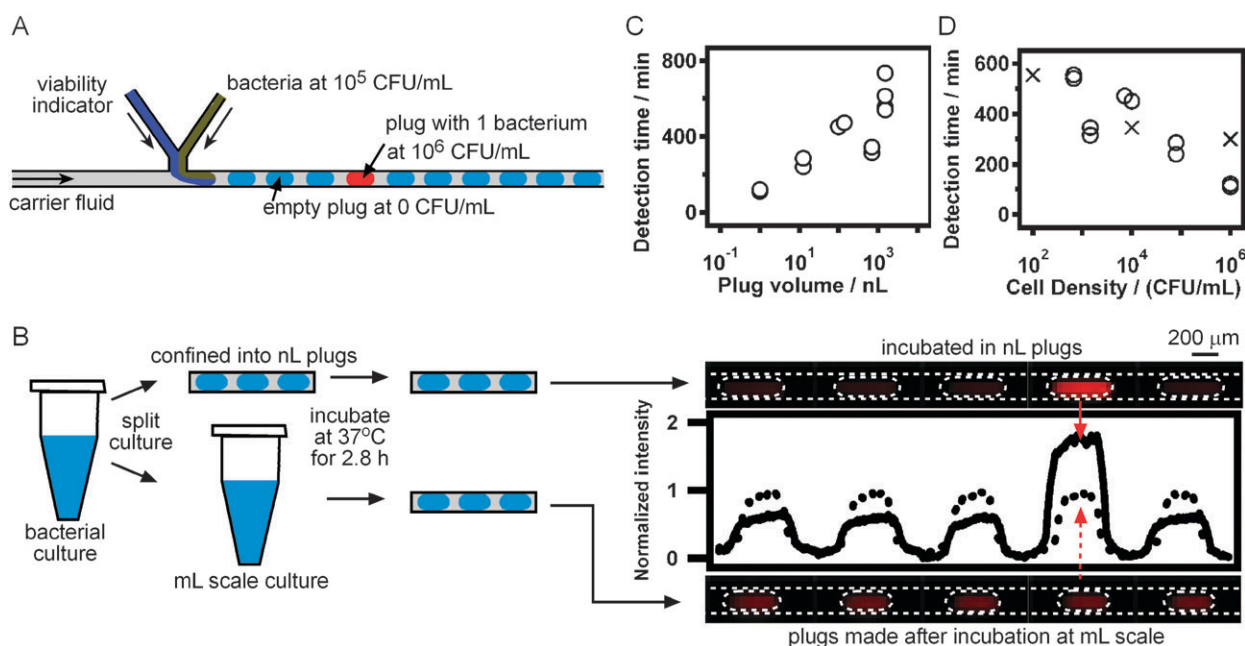 A
viability
indicator
bacteria at 10⁵ CFU/mL
plug with 1 bacterium
at 10⁶ CFU/mL
carrier fluid
empty plug at 0 CFU/mL
C
Detection time / min
800
400
0
10⁻¹ 10¹ 10³
Plug volume / nL
D
Detection time / min
600
400
200
0
10² 10⁴ 10⁶
Cell Density / (CFU/mL)
B
confined into nL plugs
split
culture
incubate
at 37°C
for 2.8 h
bacterial
culture
mL scale culture
incubated in nL plugs
200 µm
Normalized intensity
2
1
0
plugs made after incubation at mL scale